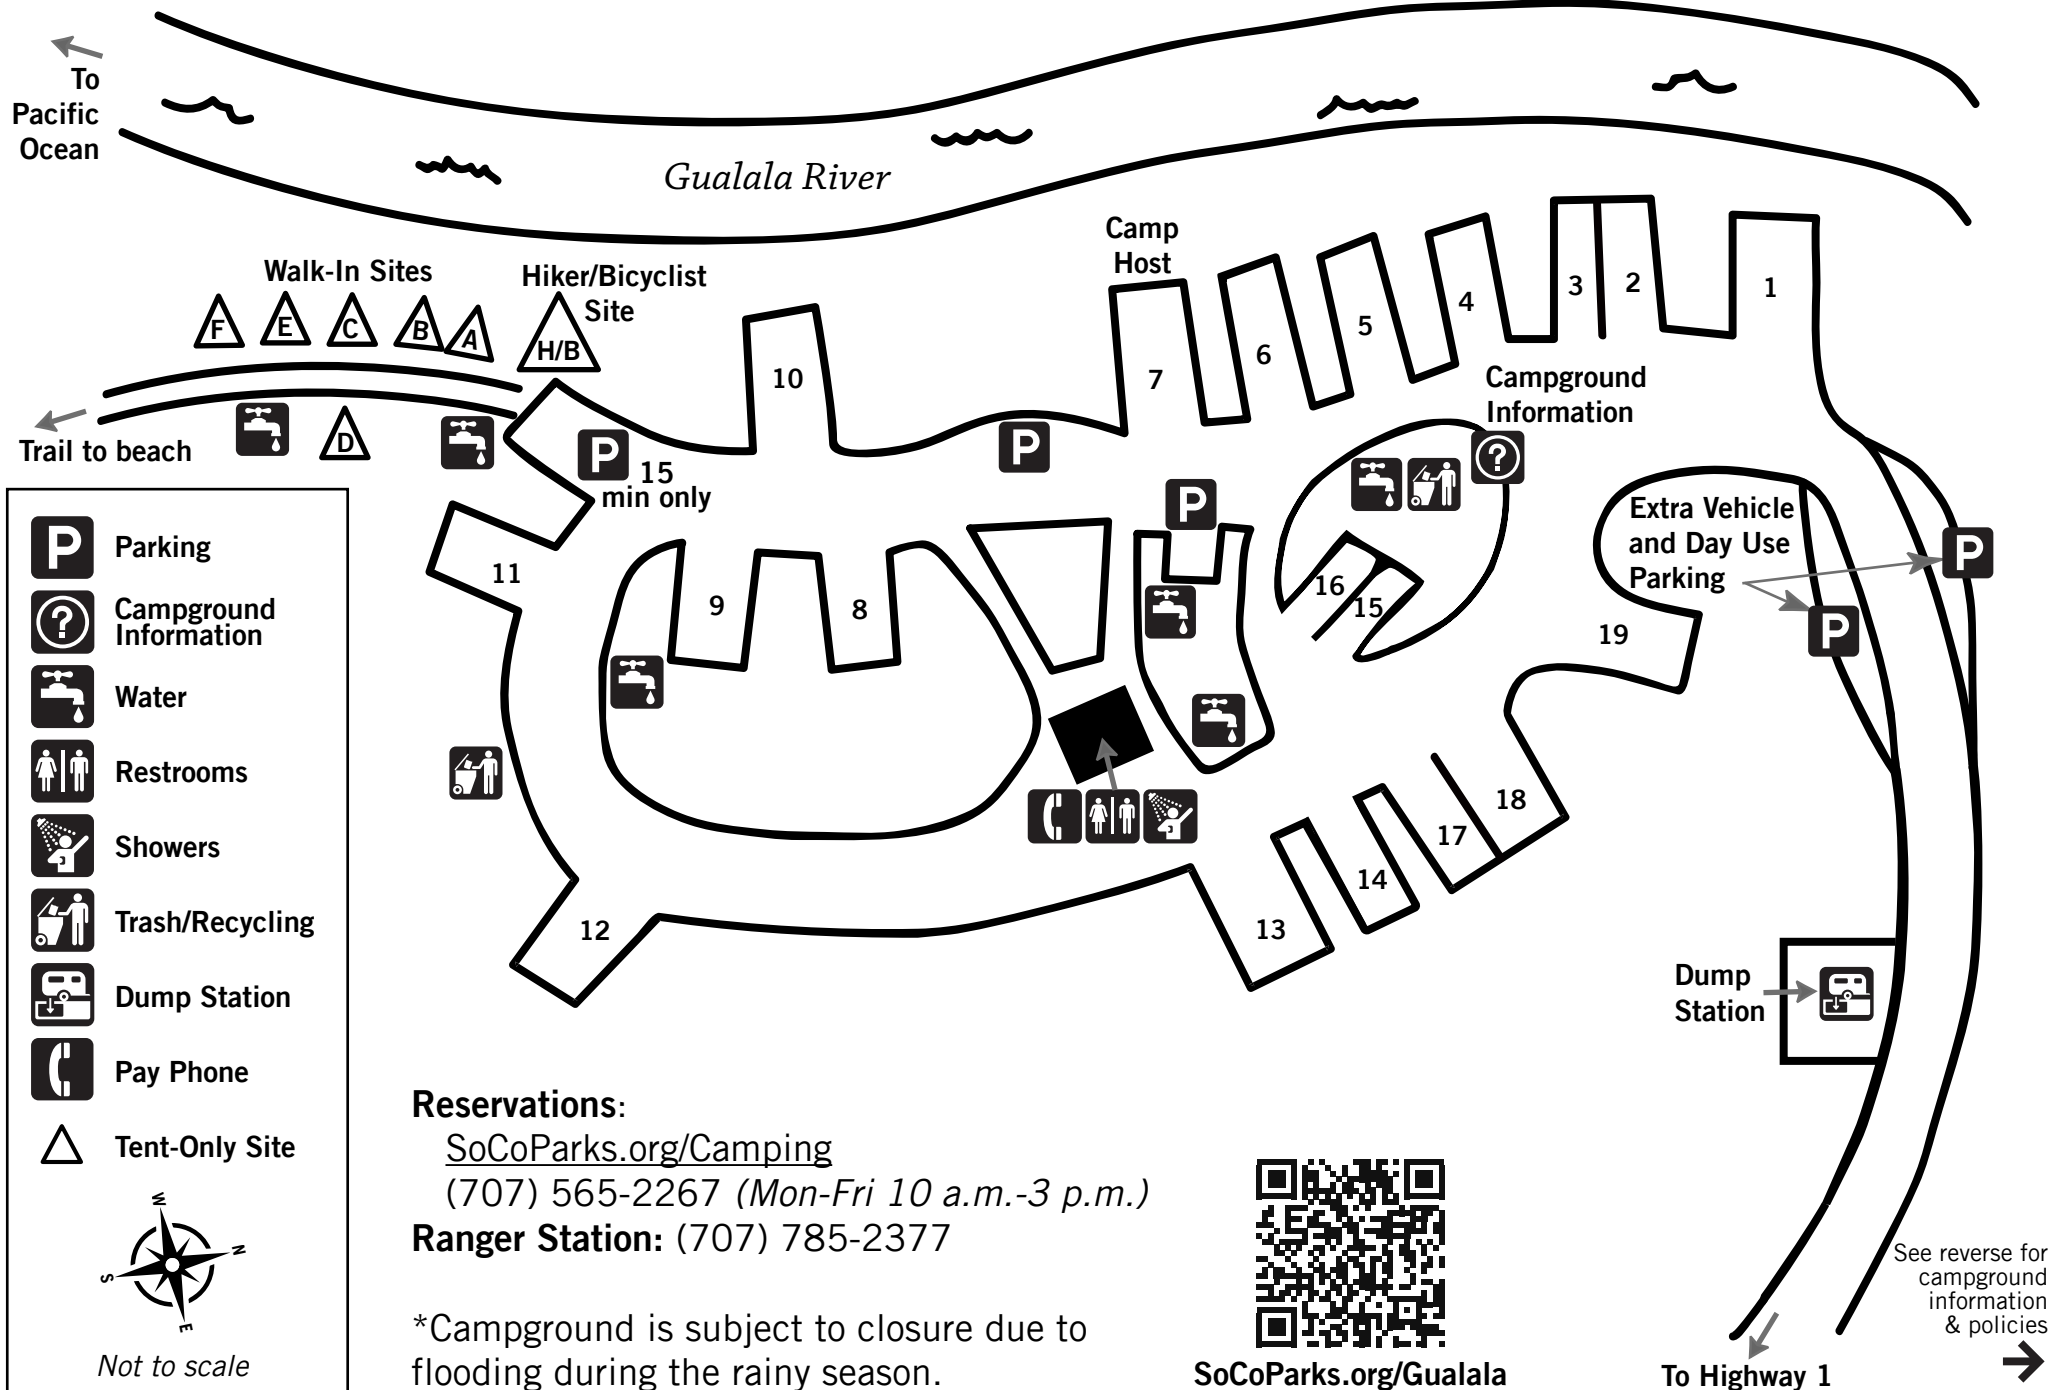 To
Pacific
Ocean
Gualala River
Walk-In Sites
Hiker/Bicyclist
Site
F
E
C
B
A
H/B
D
Trail to beach
P
15
min only
10
P
Camp
Host
7
6
5
4
3
2
1
Campground
Information
?
P
Extra Vehicle
and Day Use
Parking
P
P
11
9
8
16
15
19
12
13
14
17
18
Dump
Station
P
Parking
?
Campground
Information
Water
Restrooms
Showers
Trash/Recycling
Dump Station
Pay Phone
Tent-Only Site
W
N
S
E
Not to scale
Reservations:
SoCoParks.org/Camping
(707) 565-2267 (Mon-Fri 10 a.m.-3 p.m.)
Ranger Station: (707) 785-2377
*Campground is subject to closure due to
flooding during the rainy season.
SoCoParks.org/Gualala
To Highway 1
See reverse for
campground
information
& policies